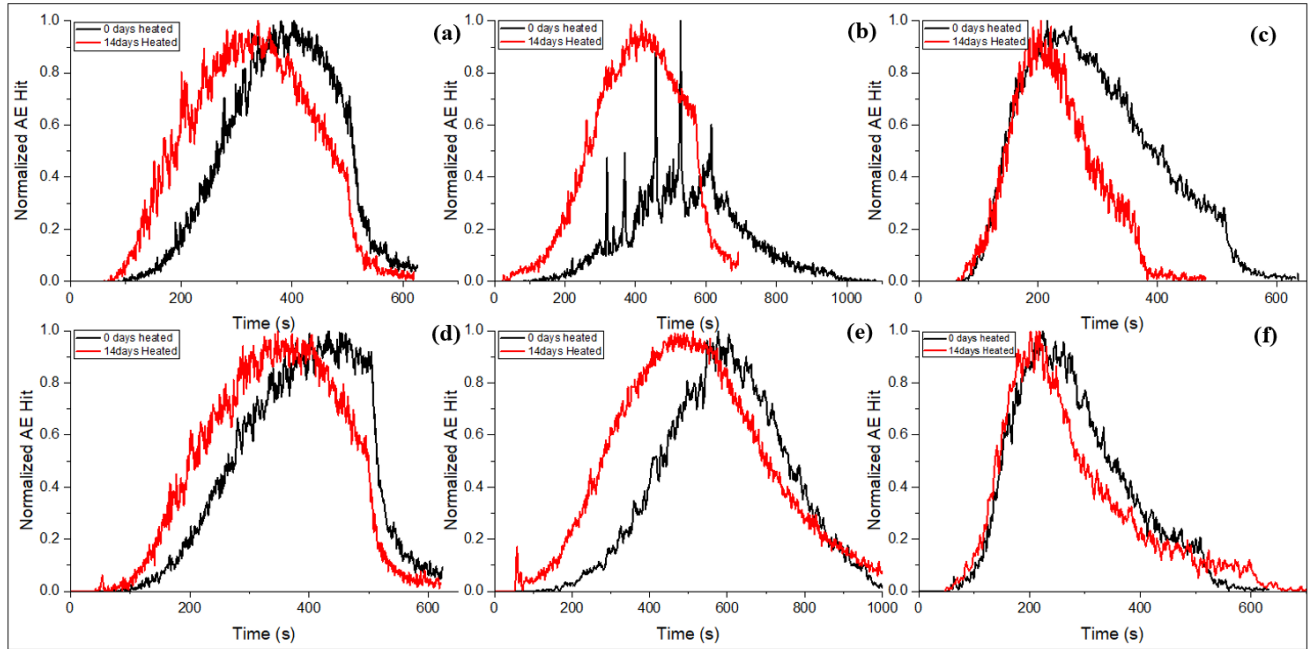 0 days heated
14days Heated
(a)
1.0
0.8
0.6
0.4
0.2
0.0
Normalized AE Hit
0 200 400 600
Time (s)
0 days heated
14days Heated
(b)
1.0
0.8
0.6
0.4
0.2
0.0
Normalized AE Hit
0 200 400 600 800 1000
Time (s)
0 days heated
14days Heated
(c)
1.0
0.8
0.6
0.4
0.2
0.0
Normalized AE Hit
0 200 400 600
Time (s)
0 days heated
14days Heated
(d)
1.0
0.8
0.6
0.4
0.2
0.0
Normalized AE Hit
0 200 400 600
Time (s)
0 days heated
14days Heated
(e)
1.0
0.8
0.6
0.4
0.2
0.0
Normalized AE Hit
0 200 400 600 800 1000
Time (s)
0 days heated
14days Heated
(f)
1.0
0.8
0.6
0.4
0.2
0.0
Normalized AE Hit
0 200 400 600
Time (s)